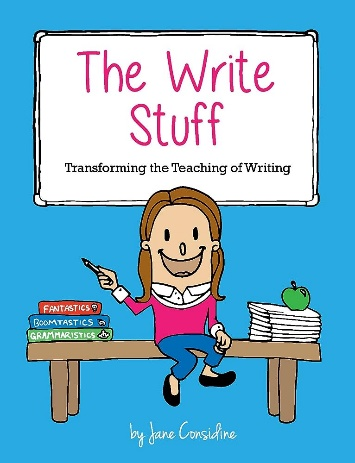 The Write
Stuff
Transforming the Teaching of Writing
FANTASTICS
BOOMTASTICS
GRAMMARISTICS
by Jane Considine